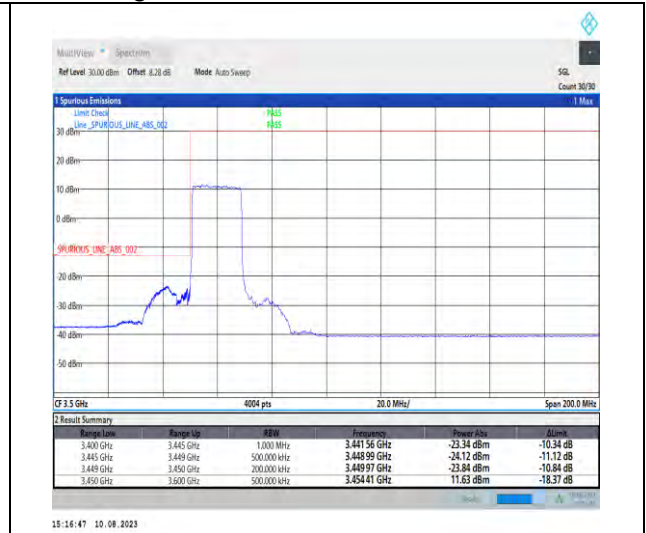 MultiView Spectrum
Ref Level 30.00 dBm Offset 8.28 dB Mode Auto Sweep SGL
Count 30/30
1 Spurious Emissions 1 Max
Limit Check PASS
Line _SPURIOUS_LINE_ABS_002 PASS
30 dBm
20 dBm
10 dBm
0 dBm
_SPURIOUS_LINE_ABS_002
-20 dBm
-30 dBm
-40 dBm
-50 dBm
CF 3.5 GHz 4004 pts 20.0 MHz/ Span 200.0 MHz
2 Result Summary
Range Low Range Up RBW Frequency Power Abs ΔLimit
3.400 GHz 3.445 GHz 1.000 MHz 3.441 56 GHz -23.34 dBm -10.34 dB
3.445 GHz 3.449 GHz 500.000 kHz 3.448 99 GHz -24.12 dBm -11.12 dB
3.449 GHz 3.450 GHz 200.000 kHz 3.449 97 GHz -23.84 dBm -10.84 dB
3.450 GHz 3.600 GHz 500.000 kHz 3.454 41 GHz 11.63 dBm -18.37 dB
15:16:47 10.08.2023